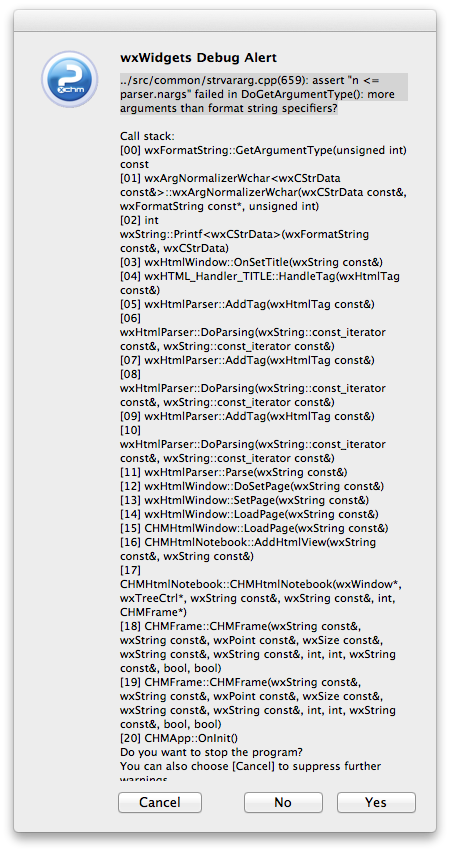 xchm
wxWidgets Debug Alert
../src/common/strvararg.cpp(659): assert "n <=
parser.nargs" failed in DoGetArgumentType(): more
arguments than format string specifiers?
Call stack:
[00] wxFormatString::GetArgumentType(unsigned int)
const
[01] wxArgNormalizerWchar<wxCStrData
const&>::wxArgNormalizerWchar(wxCStrData const&,
wxFormatString const*, unsigned int)
[02] int
wxString::Printf<wxCStrData>(wxFormatString
const&, wxCStrData)
[03] wxHtmlWindow::OnSetTitle(wxString const&)
[04] wxHTML_Handler_TITLE::HandleTag(wxHtmlTag
const&)
[05] wxHtmlParser::AddTag(wxHtmlTag const&)
[06]
wxHtmlParser::DoParsing(wxString::const_iterator
const&, wxString::const_iterator const&)
[07] wxHtmlParser::AddTag(wxHtmlTag const&)
[08]
wxHtmlParser::DoParsing(wxString::const_iterator
const&, wxString::const_iterator const&)
[09] wxHtmlParser::AddTag(wxHtmlTag const&)
[10]
wxHtmlParser::DoParsing(wxString::const_iterator
const&, wxString::const_iterator const&)
[11] wxHtmlParser::Parse(wxString const&)
[12] wxHtmlWindow::DoSetPage(wxString const&)
[13] wxHtmlWindow::SetPage(wxString const&)
[14] wxHtmlWindow::LoadPage(wxString const&)
[15] CHMHtmlWindow::LoadPage(wxString const&)
[16] CHMHtmlNotebook::AddHtmlView(wxString
const&, wxString const&)
[17]
CHMHtmlNotebook::CHMHtmlNotebook(wxWindow*,
wxTreeCtrl*, wxString const&, wxString const&, int,
CHMFrame*)
[18] CHMFrame::CHMFrame(wxString const&,
wxString const&, wxPoint const&, wxSize const&,
wxString const&, wxString const&, int, int, wxString
const&, bool, bool)
[19] CHMFrame::CHMFrame(wxString const&,
wxString const&, wxPoint const&, wxSize const&,
wxString const&, wxString const&, int, int, wxString
const&, bool, bool)
[20] CHMApp::OnInit()
Do you want to stop the program?
You can also choose [Cancel] to suppress further
warnings
Cancel
No
Yes